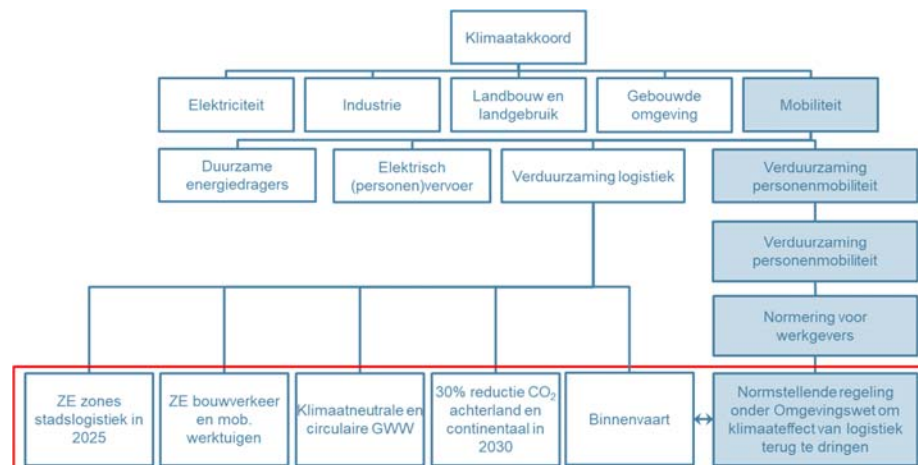 Klimaatakkoord
Elektriciteit
Industrie
Landbouw en
landgebruik
Gebouwde
omgeving
Mobiliteit
Duurzame
energiedragers
Elektrisch
(personen)vervoer
Verduurzaming logistiek
Verduurzaming
personenmobiliteit
Verduurzaming
personenmobiliteit
Normering voor
werkgevers
ZE zones
stadslogistiek in
2025
ZE bouwverkeer
en mob.
werktuigen
Klimaatneutrale en
circulaire GWW
30% reductie CO₂
achterland en
continentaal in
2030
Binnenvaart
Normstellende regeling
onder Omgevingswet om
klimaateffect van logistiek
terug te dringen